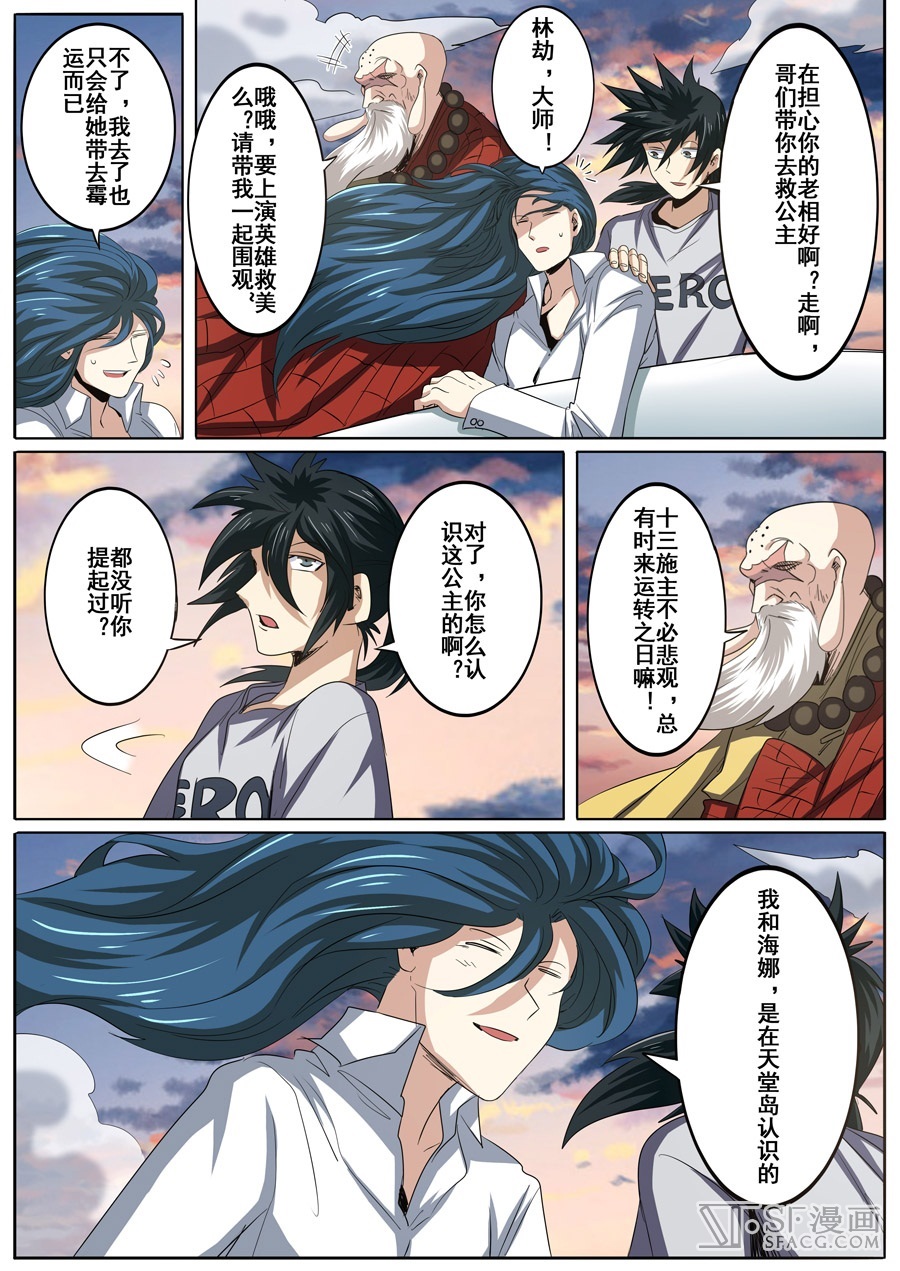 在担心你的老相好啊？走啊，
哥们带你去救公主
林劫，大师！
哦哦，要上演英雄救美
么？请带我一起围观~
不了，我去了也
只会给她带去霉
运而已
ERO
十三施主不必悲观，总
有时来运转之日嘛！
对了，你怎么认
识这公主的啊？
都没听你
提起过？
ERO
我和海娜，是在天堂岛认识的
SF漫画
SFACG.COM